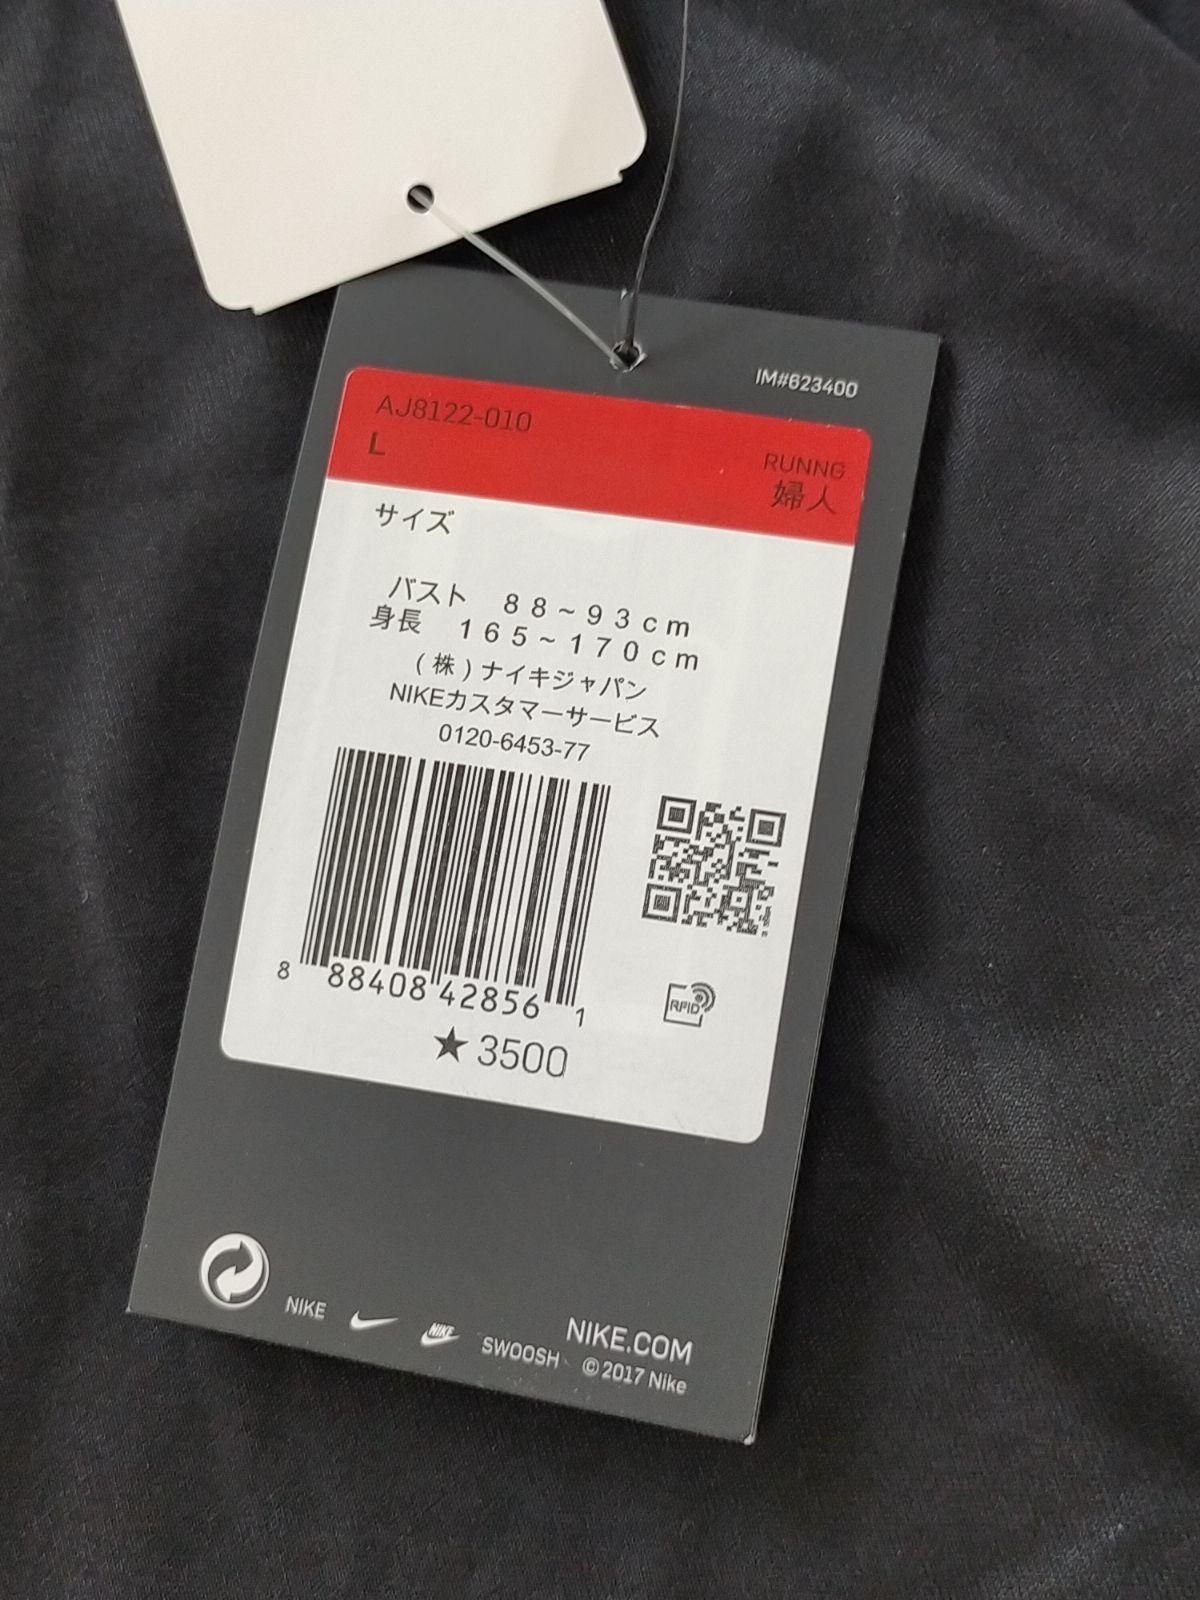 IM#623400
AJ8122-010
L
RUNNG
婦人
サイズ
バスト 88~93cm
身長 165~170cm
(株)ナイキジャパン
NIKEカスタマーサービス
0120-6453-77
RFID
8 88408 42856 1
★3500
NIKE NIKE SWOOSH
NIKE.COM
©2017 Nike